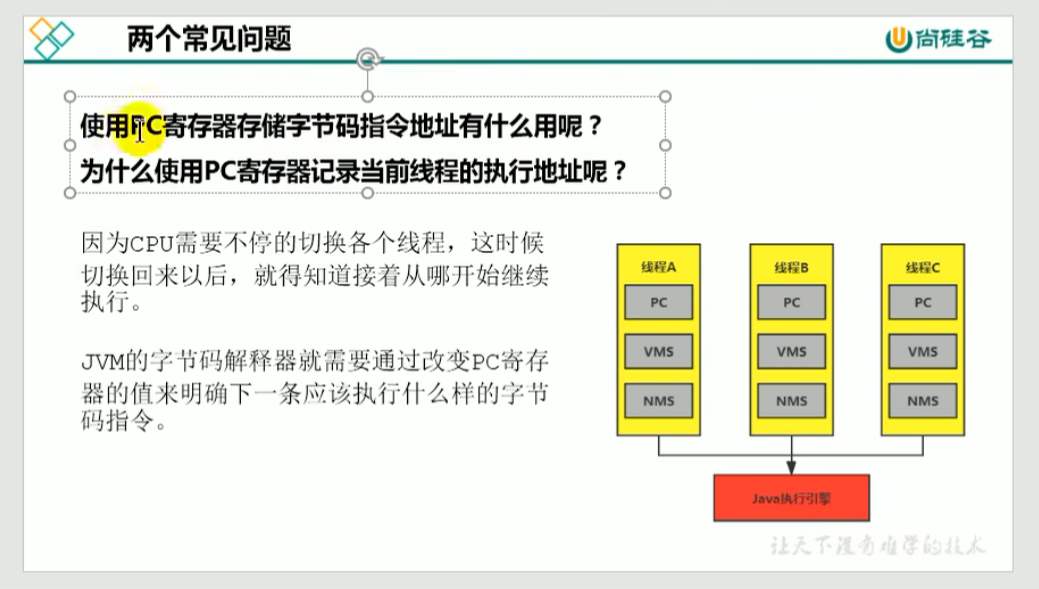 两个常见问题
尚硅谷
使用PC寄存器存储字节码指令地址有什么用呢？
为什么使用PC寄存器记录当前线程的执行地址呢？
因为CPU需要不停的切换各个线程，这时候
切换回来以后，就得知道接着从哪开始继续
执行。
JVM的字节码解释器就需要通过改变PC寄存
器的值来明确下一条应该执行什么样的字节
码指令。
线程A
PC
VMS
NMS
线程B
PC
VMS
NMS
线程C
PC
VMS
NMS
Java执行引擎
让天下没有难学的技术